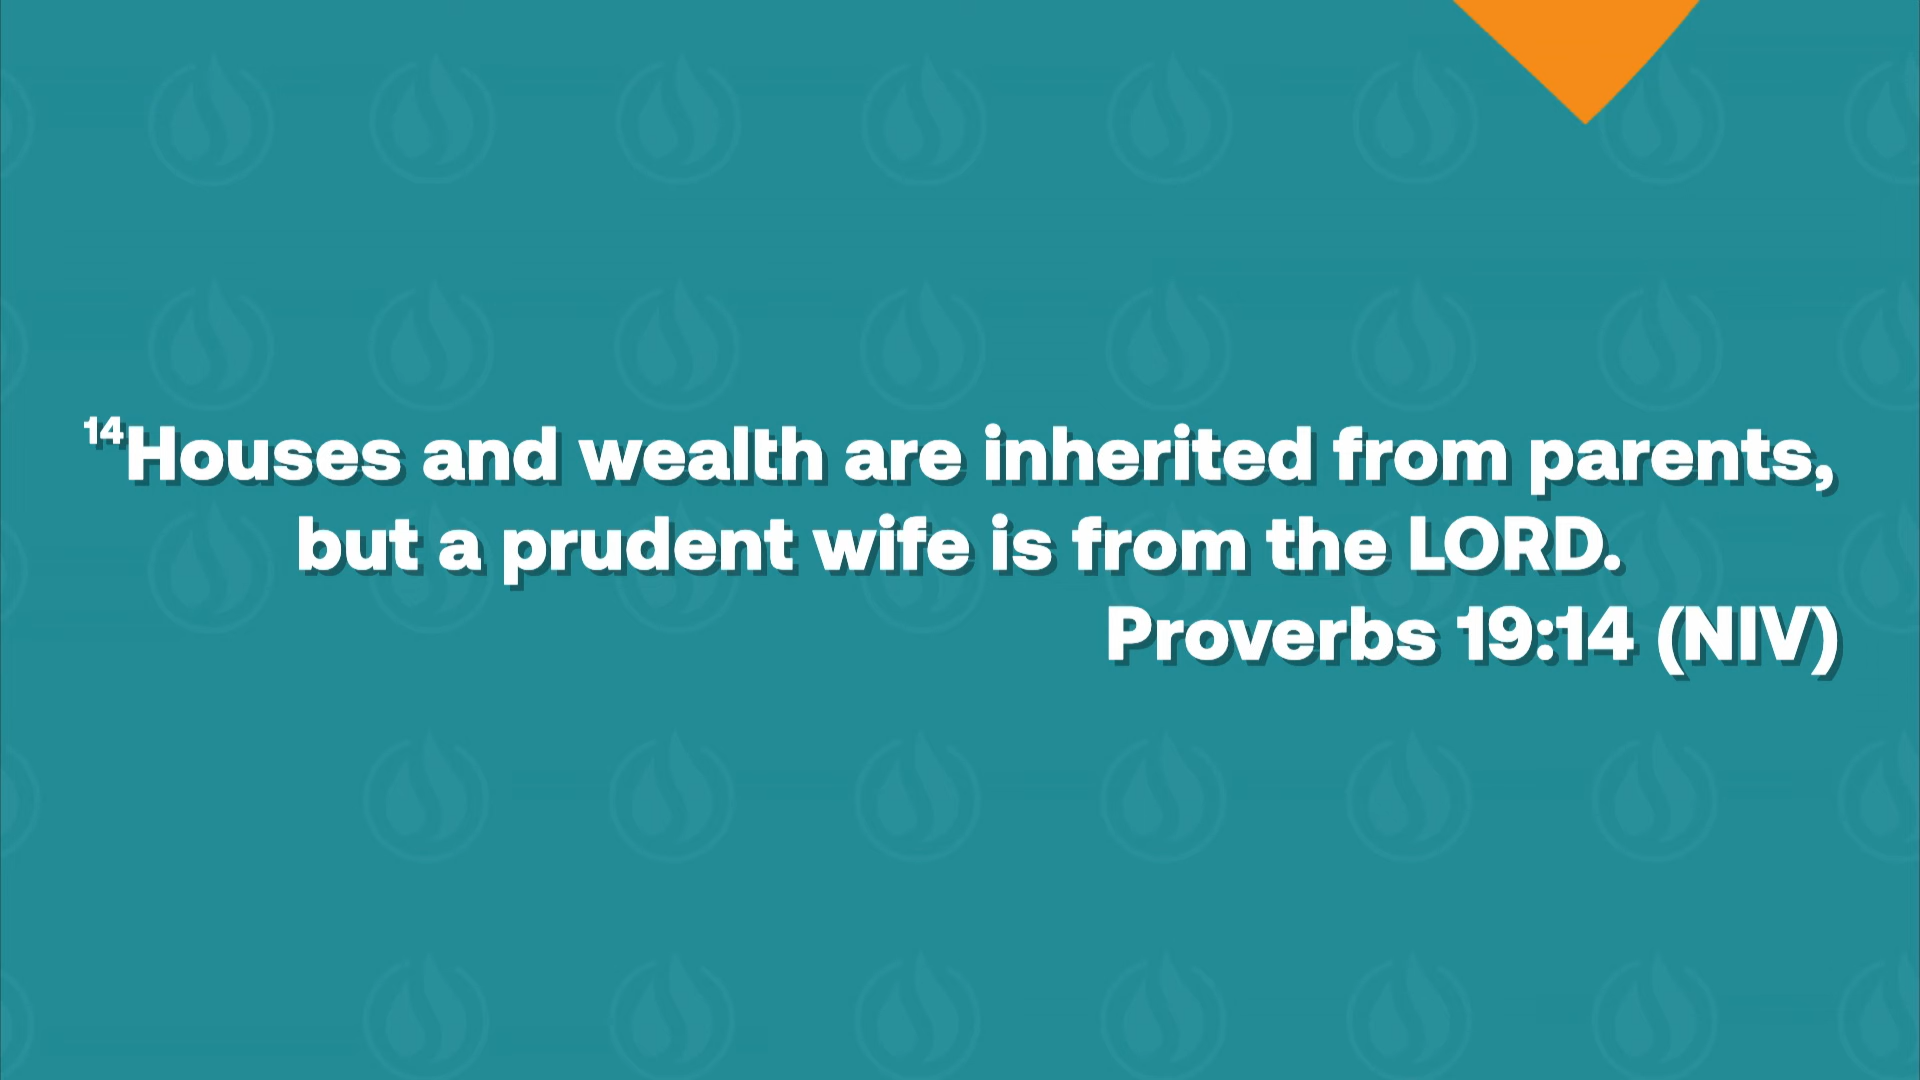 14Houses and wealth are inherited from parents,
but a prudent wife is from the LORD.
Proverbs 19:14 (NIV)